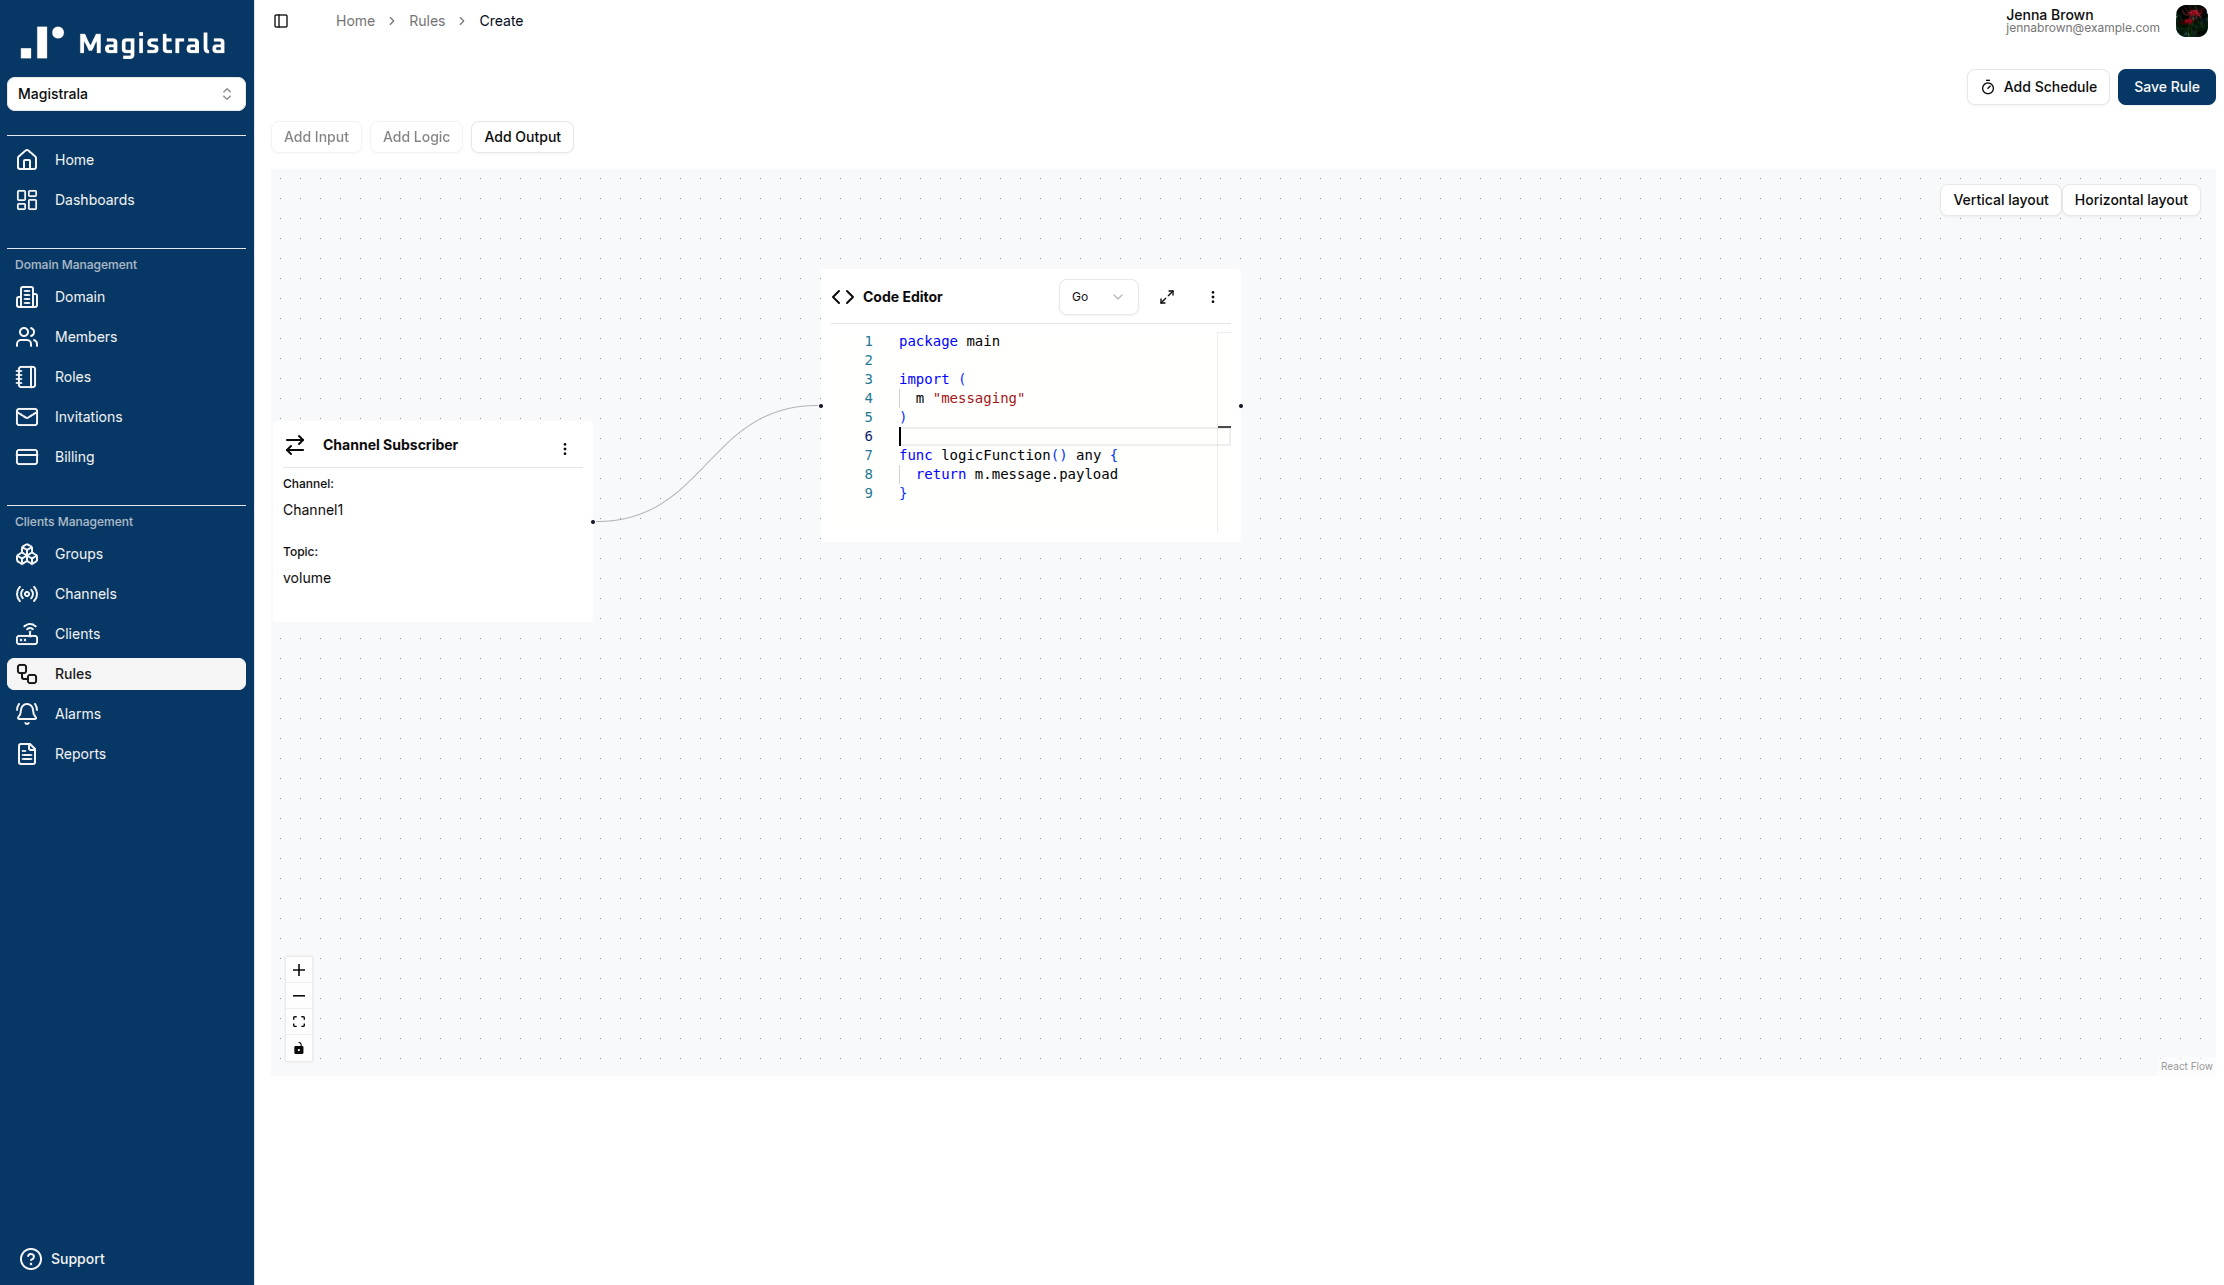 Magistrala
Magistrala
Home
Dashboards
Domain Management
Domain
Members
Roles
Invitations
Billing
Clients Management
Groups
Channels
Clients
Rules
Alarms
Reports
Support
Home > Rules > Create
Jenna Brown
jennabrown@example.com
Add Schedule
Save Rule
Add Input
Add Logic
Add Output
Vertical layout
Horizontal layout
Channel Subscriber
Channel:
Channel1
Topic:
volume
Code Editor
Go
1 package main
2
3 import (
4 m "messaging"
5 )
6
7 func logicFunction() any {
8 return m.message.payload
9 }
React Flow